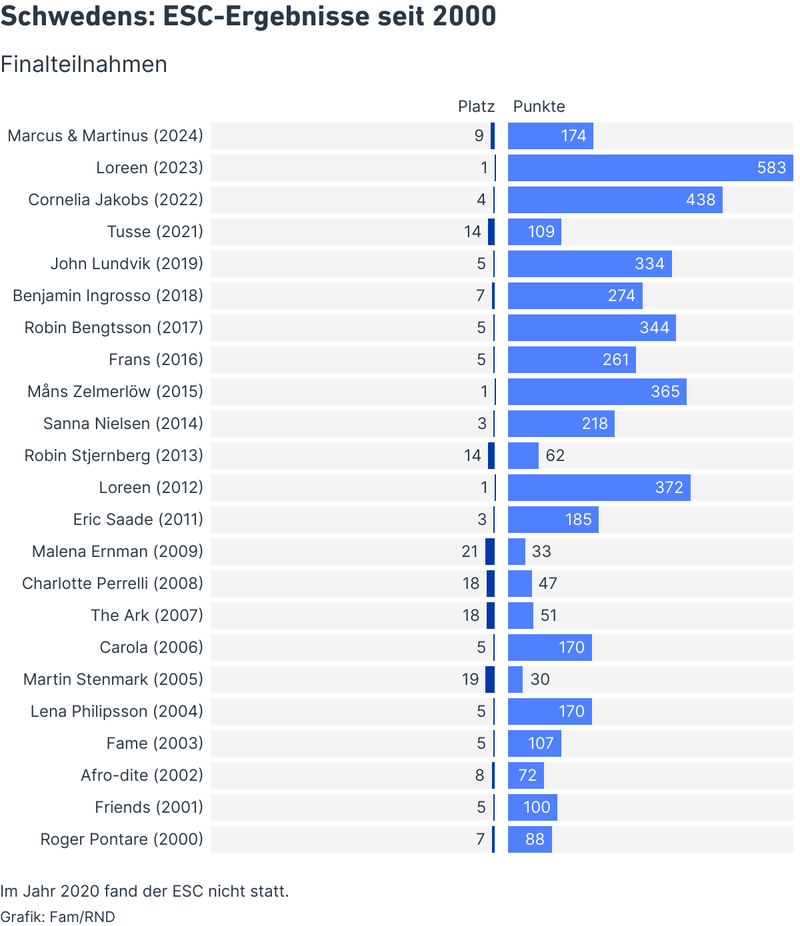 Schwedens: ESC-Ergebnisse seit 2000
Finalteilnahmen
Platz Punkte
Marcus & Martinus (2024) 9 174
Loreen (2023) 1 583
Cornelia Jakobs (2022) 4 438
Tusse (2021) 14 109
John Lundvik (2019) 5 334
Benjamin Ingrosso (2018) 7 274
Robin Bengtsson (2017) 5 344
Frans (2016) 5 261
Måns Zelmerlöw (2015) 1 365
Sanna Nielsen (2014) 3 218
Robin Stjernberg (2013) 14 62
Loreen (2012) 1 372
Eric Saade (2011) 3 185
Malena Ernman (2009) 21 33
Charlotte Perrelli (2008) 18 47
The Ark (2007) 18 51
Carola (2006) 5 170
Martin Stenmark (2005) 19 30
Lena Philipsson (2004) 5 170
Fame (2003) 5 107
Afro-dite (2002) 8 72
Friends (2001) 5 100
Roger Pontare (2000) 7 88
Im Jahr 2020 fand der ESC nicht statt.
Grafik: Fam/RND